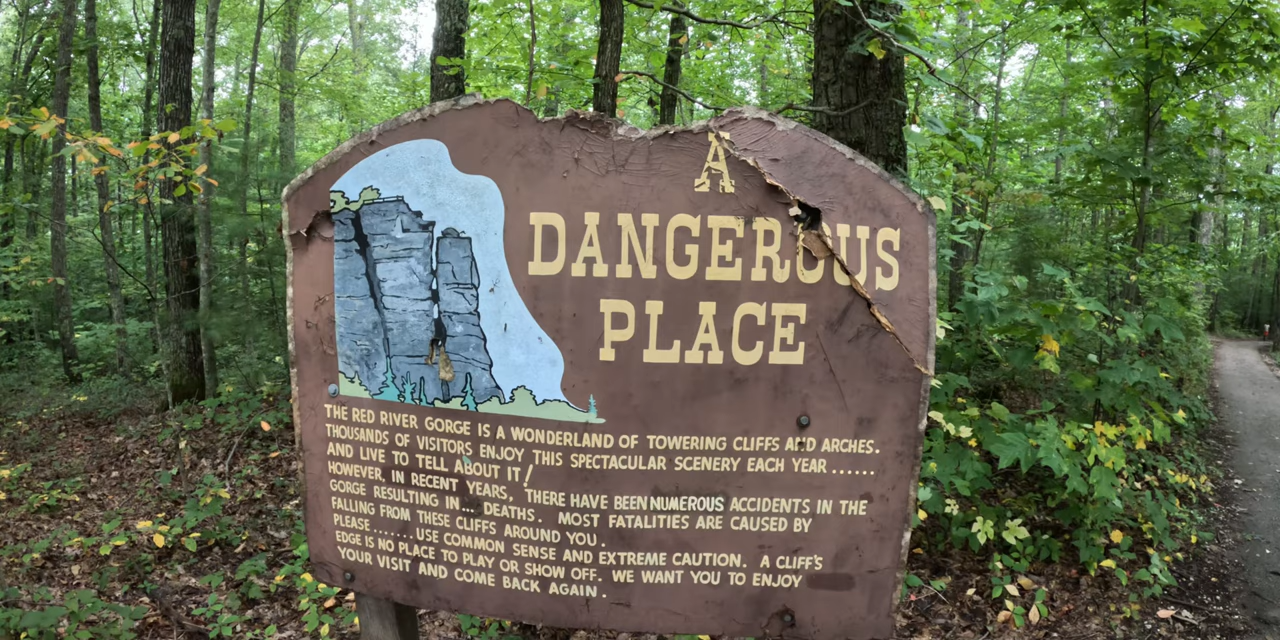 A
DANGEROUS
PLACE
THE RED RIVER GORGE IS A WONDERLAND OF TOWERING CLIFFS AND ARCHES.
THOUSANDS OF VISITORS ENJOY THIS SPECTACULAR SCENERY EACH YEAR ......
AND LIVE TO TELL ABOUT IT!
HOWEVER, IN RECENT YEARS, THERE HAVE BEEN NUMEROUS ACCIDENTS IN THE
GORGE RESULTING IN... DEATHS. MOST FATALITIES ARE CAUSED BY
FALLING FROM THESE CLIFFS AROUND YOU.
PLEASE.......USE COMMON SENSE AND EXTREME CAUTION. A CLIFF'S
EDGE IS NO PLACE TO PLAY OR SHOW OFF. WE WANT YOU TO ENJOY
YOUR VISIT AND COME BACK AGAIN.